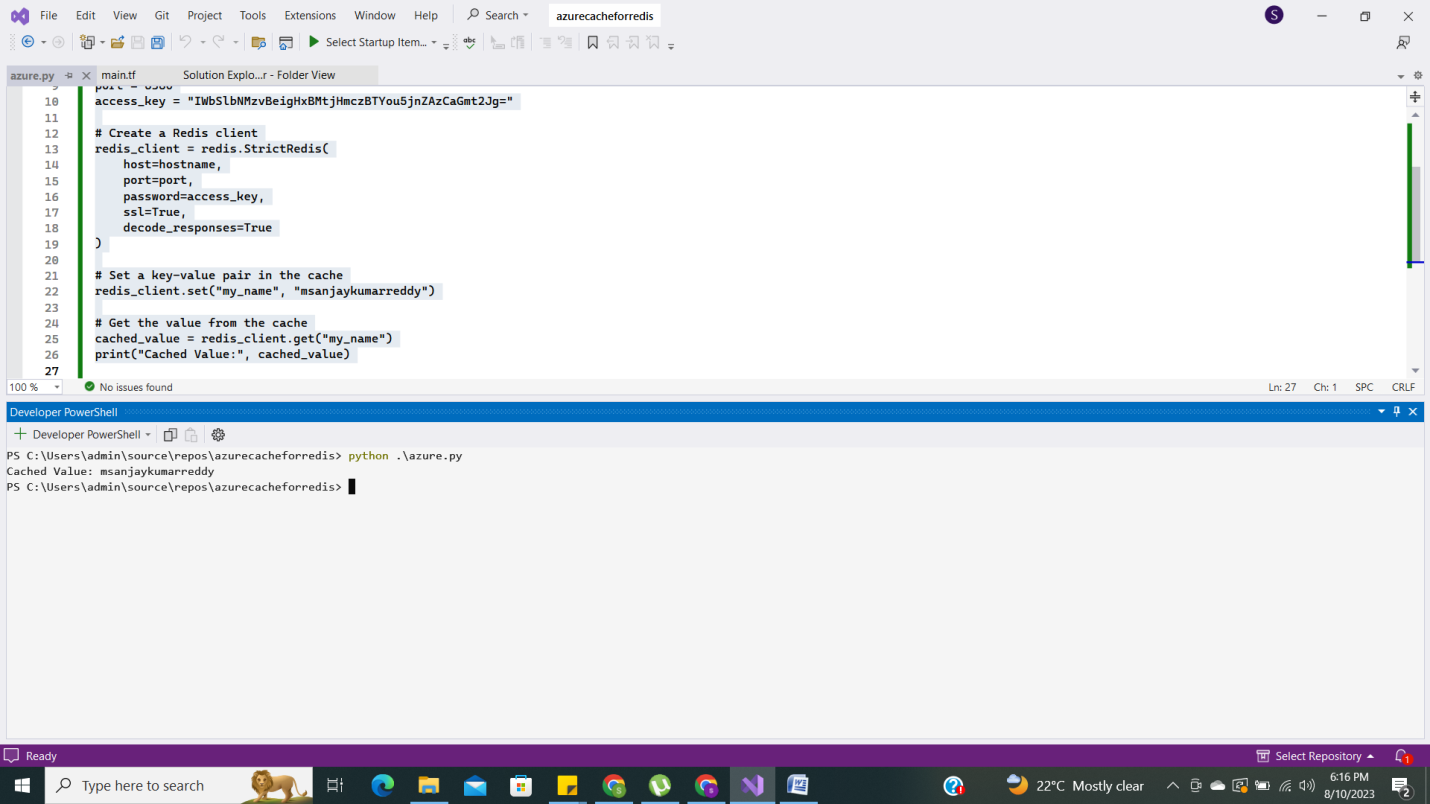 File Edit View Git Project Tools Extensions Window Help Search azurecacheforredis S
Select Startup Item...
azure.py main.tf Solution Explo...r - Folder View
9 port = 6380
10 access_key = "IWbSlbNMzvBeigHxBMtjHmczBTYou5jnZAzCaGmt2Jg="
11
12 # Create a Redis client
13 redis_client = redis.StrictRedis(
14 host=hostname,
15 port=port,
16 password=access_key,
17 ssl=True,
18 decode_responses=True
19 )
20
21 # Set a key-value pair in the cache
22 redis_client.set("my_name", "msanjaykumarreddy")
23
24 # Get the value from the cache
25 cached_value = redis_client.get("my_name")
26 print("Cached Value:", cached_value)
27
100 % No issues found Ln: 27 Ch: 1 SPC CRLF
Developer PowerShell
Developer PowerShell
PS C:\Users\admin\source\repos\azurecacheforredis> python .\azure.py
Cached Value: msanjaykumarreddy
PS C:\Users\admin\source\repos\azurecacheforredis>
Ready Select Repository 1
Type here to search 22°C Mostly clear 6:16 PM
8/10/2023 2